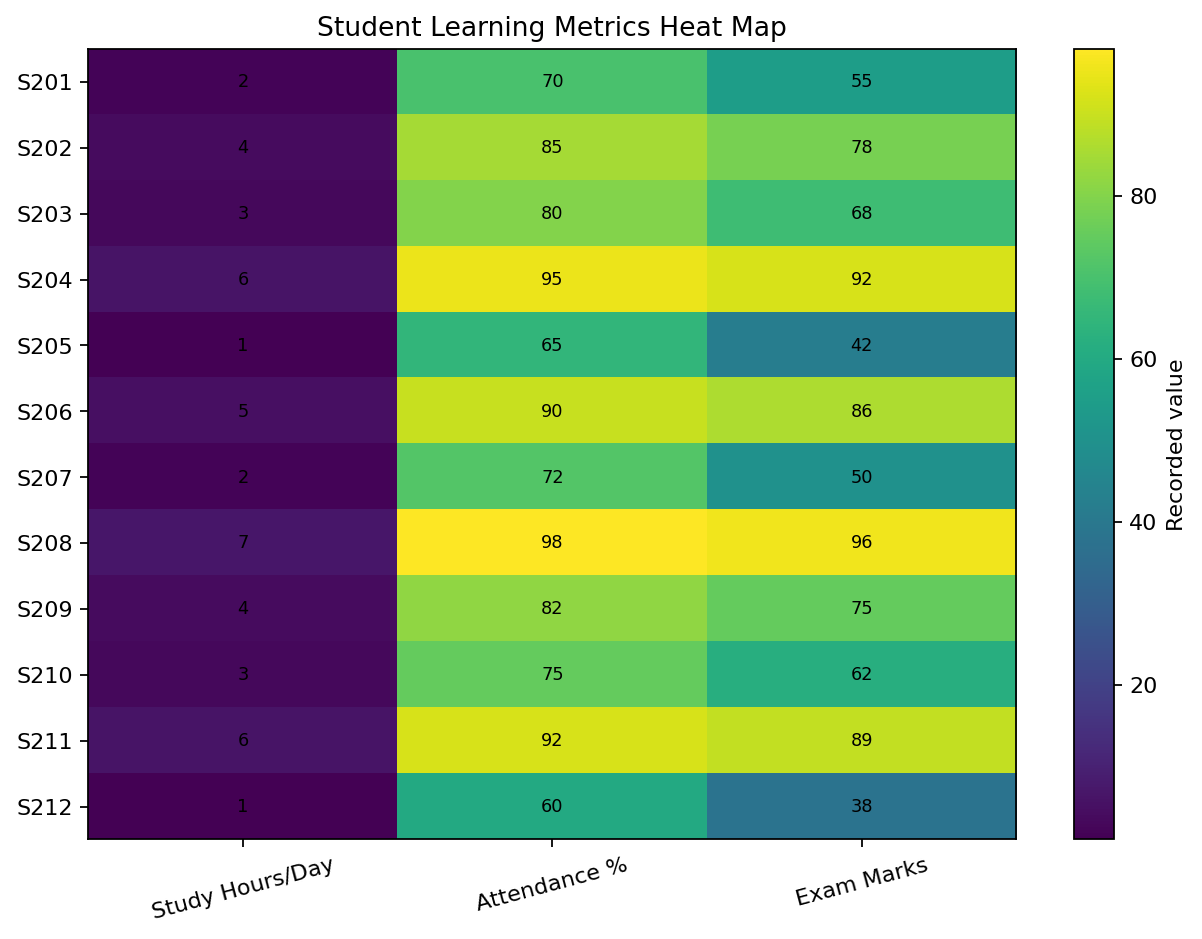 Student Learning Metrics Heat Map
S201 2 70 55
S202 4 85 78
S203 3 80 68
S204 6 95 92
S205 1 65 42
S206 5 90 86
S207 2 72 50
S208 7 98 96
S209 4 82 75
S210 3 75 62
S211 6 92 89
S212 1 60 38
Study Hours/Day Attendance % Exam Marks
80
60
40
20
Recorded value